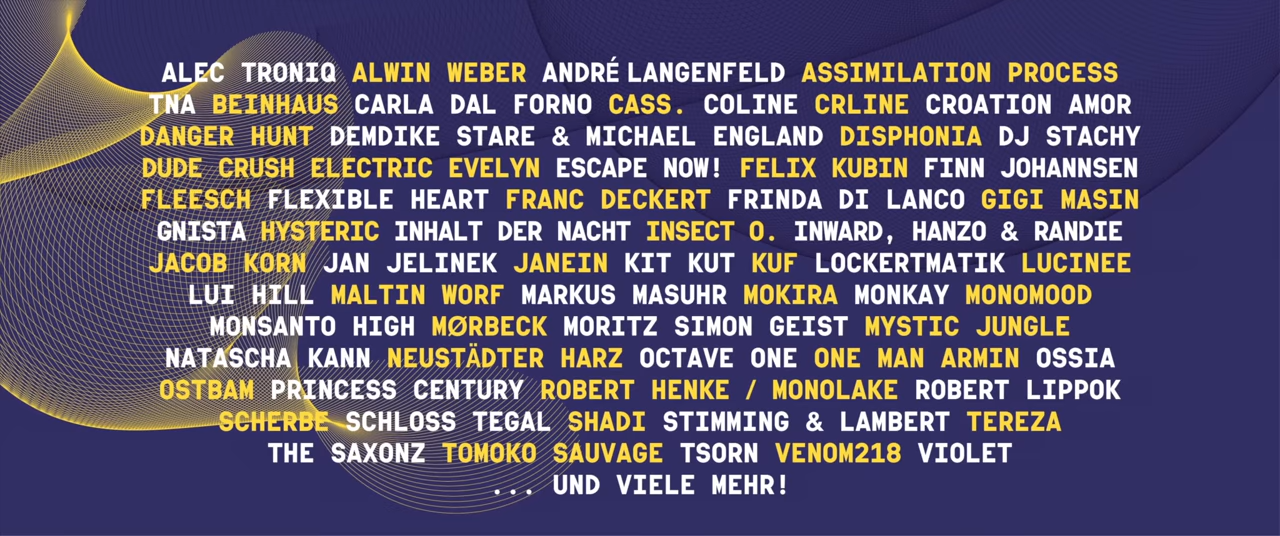 ALEC TRONIQ ALWIN WEBER ANDRÉ LANGENFELD ASSIMILATION PROCESS
TNA BEINHAUS CARLA DAL FORNO CASS. COLINE CRLINE CROATION AMOR
DANGER HUNT DEMDIKE STARE & MICHAEL ENGLAND DISPHONIA DJ STACHY
DUDE CRUSH ELECTRIC EVELYN ESCAPE NOW! FELIX KUBIN FINN JOHANNSEN
FLEESCH FLEXIBLE HEART FRANC DECKERT FRINDA DI LANCO GIGI MASIN
GNISTA HYSTERIC INHALT DER NACHT INSECT O. INWARD, HANZO & RANDIE
JACOB KORN JAN JELINEK JANEIN KIT KUT KUF LOCKERTMATIK LUCINEE
LUI HILL MALTIN WORF MARKUS MASUHR MOKIRA MONKAY MONOMOOD
MONSANTO HIGH MØRBECK MORITZ SIMON GEIST MYSTIC JUNGLE
NATASCHA KANN NEUSTÄDTER HARZ OCTAVE ONE ONE MAN ARMIN OSSIA
OSTBAM PRINCESS CENTURY ROBERT HENKE / MONOLAKE ROBERT LIPPOK
SCHERBE SCHLOSS TEGAL SHADI STIMMING & LAMBERT TEREZA
THE SAXONZ TOMOKO SAUVAGE TSORN VENOM218 VIOLET
... UND VIELE MEHR!